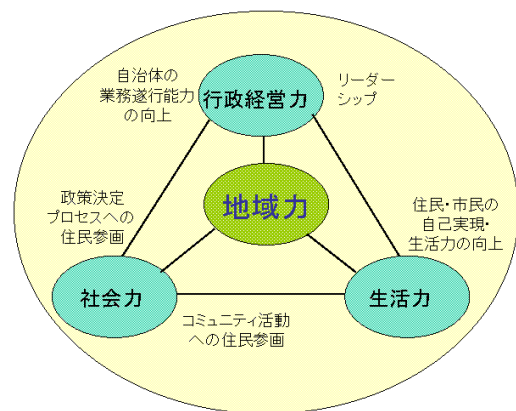 自治体の
業務遂行能力
の向上
行政経営力
リーダー
シップ
政策決定
プロセスへの
住民参画
地域力
住民・市民の
自己実現・
生活力の向上
社会力
生活力
コミュニティ活動
への住民参画